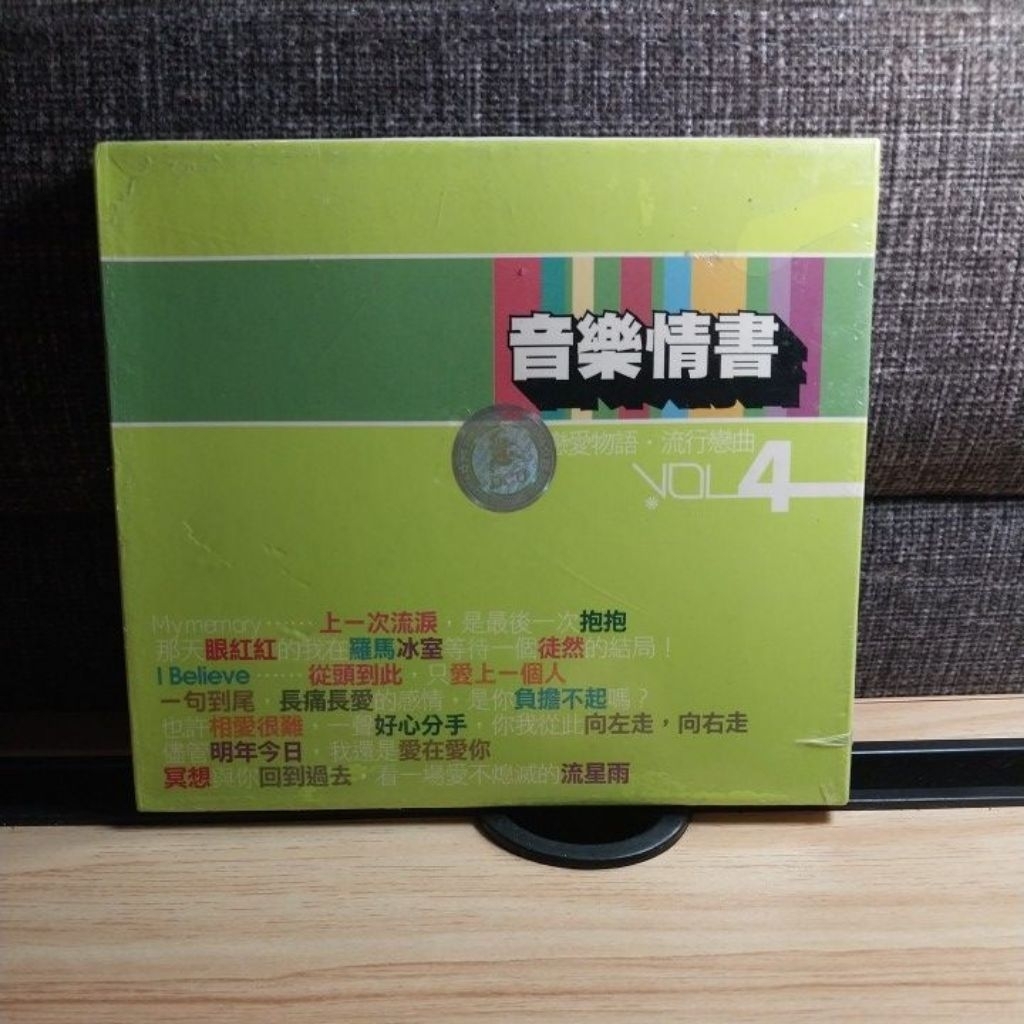 音樂情書
戀愛物語・流行戀曲
VOL 4
My memory…… 上一次流淚，是最後一次抱抱
那天眼紅紅的我在羅馬冰室等待一個徒然的結局！
I Believe…… 從頭到此，只愛上一個人
一句到尾，長痛長愛的感情，是你負擔不起嗎？
也許相愛很難，一聲好心分手，你我從此向左走，向右走
儘管明年今日，我還是愛在愛你
冥想與你回到過去，看一場愛不熄滅的流星雨